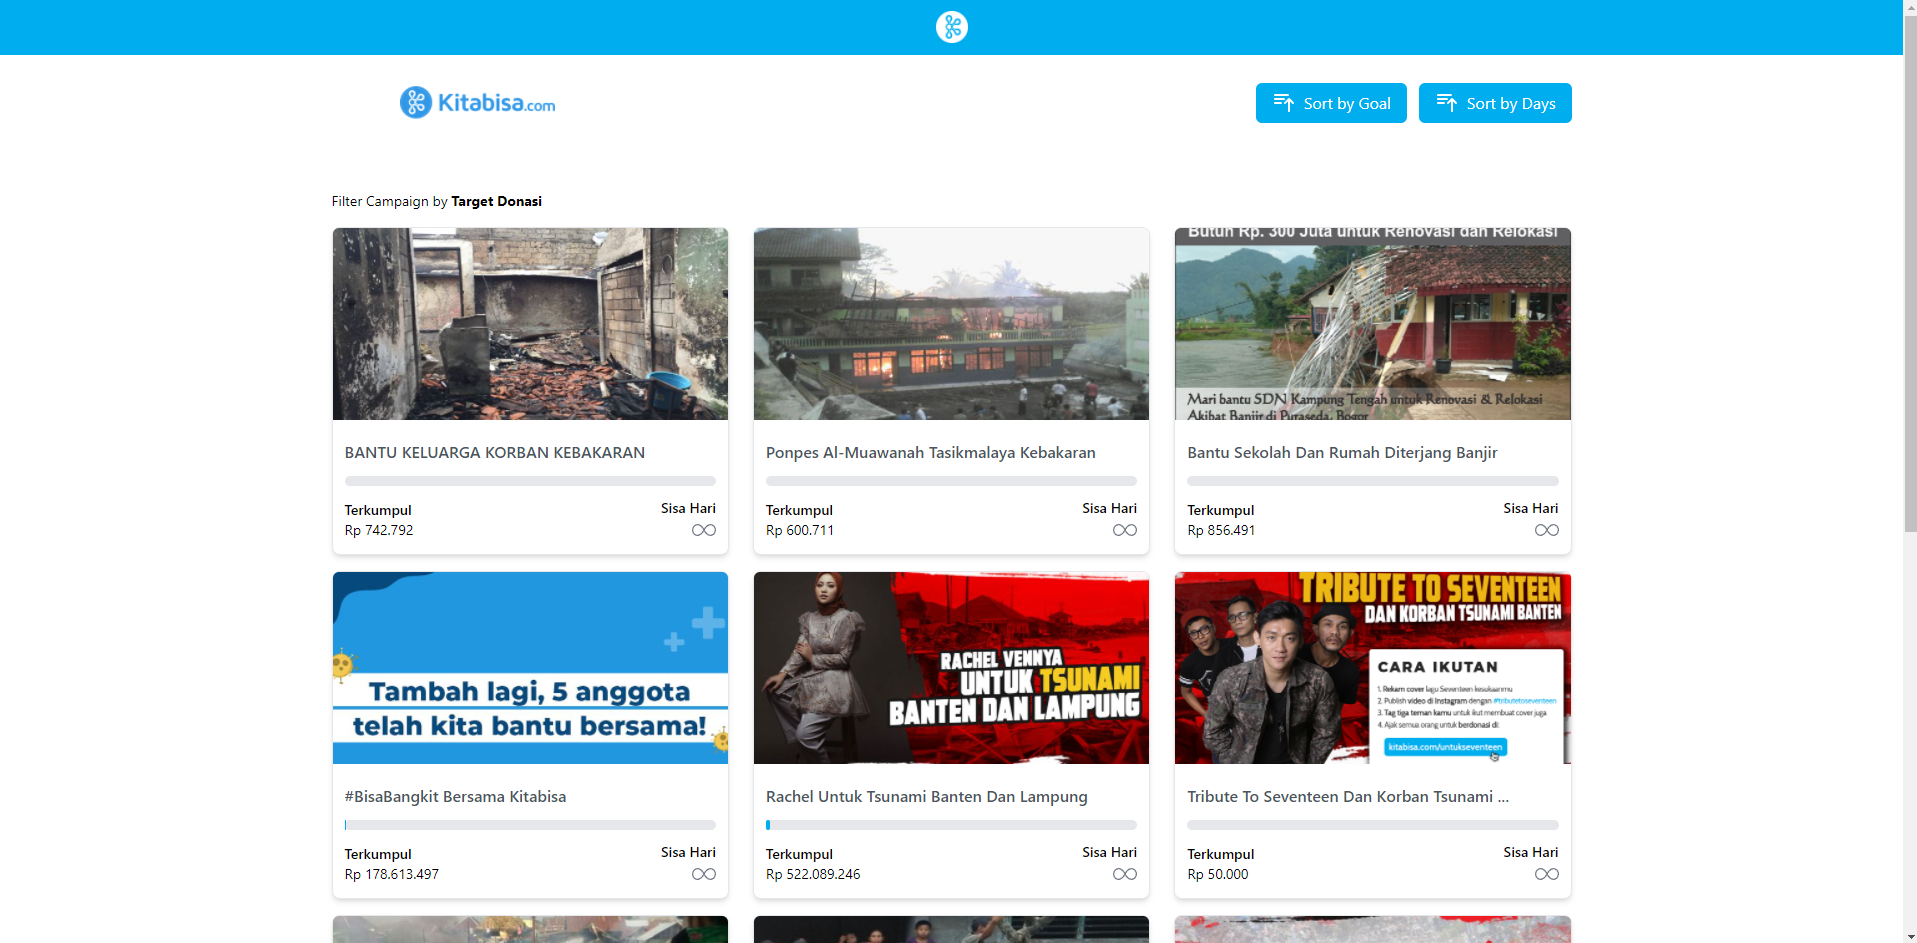 Kitabisa.com
Sort by Goal
Sort by Days
Filter Campaign by Target Donasi
Butuh Rp. 300 Juta untuk Renovasi dan Relokasi
Mari bantu SDN Kampung Tengah untuk Renovasi & Relokasi
Akibat Banjir di Puraseda, Bogor
BANTU KELUARGA KORBAN KEBAKARAN
Terkumpul
Sisa Hari
Rp 742.792
Ponpes Al-Muawanah Tasikmalaya Kebakaran
Terkumpul
Sisa Hari
Rp 600.711
Bantu Sekolah Dan Rumah Diterjang Banjir
Terkumpul
Sisa Hari
Rp 856.491
Tambah lagi, 5 anggota
telah kita bantu bersama!
#BisaBangkit Bersama Kitabisa
Terkumpul
Sisa Hari
Rp 178.613.497
RACHEL VENNYA
UNTUK TSUNAMI
BANTEN DAN LAMPUNG
Rachel Untuk Tsunami Banten Dan Lampung
Terkumpul
Sisa Hari
Rp 522.089.246
TRIBUTE TO SEVENTEEN
DAN KORBAN TSUNAMI BANTEN
CARA IKUTAN
1. Rekam cover lagu Seventeen kesukaanmu
2. Publish video di Instagram dengan #tributetoseventeen
3. Tag tiga teman kamu untuk ikut membuat cover juga
4. Ajak semua orang untuk berdonasi di:
kitabisa.com/untukseventeen
Tribute To Seventeen Dan Korban Tsunami ...
Terkumpul
Sisa Hari
Rp 50.000